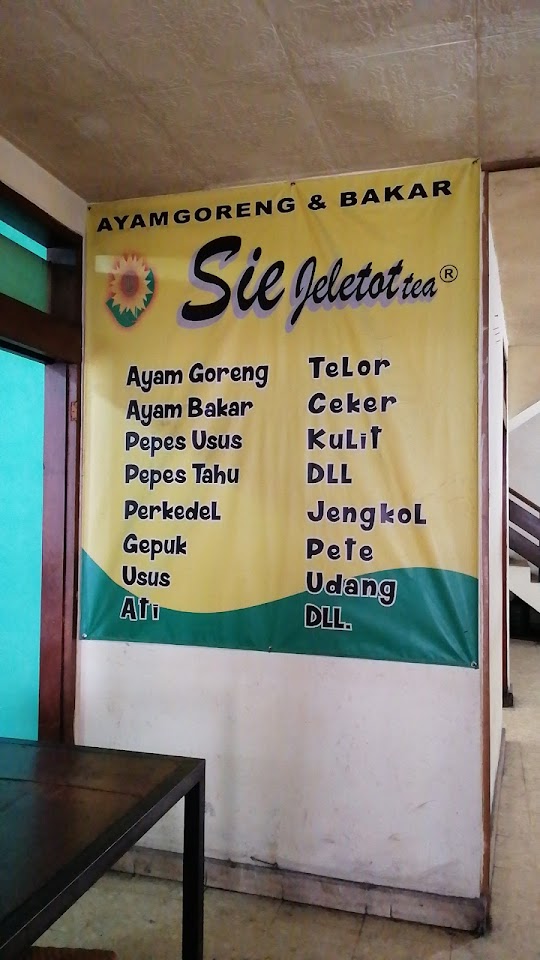 AYAMGORENG & BAKAR
Sie Jeletot tea ®
Ayam Goreng
Ayam Bakar
Pepes Usus
Pepes Tahu
Perkedel
Gepuk
Usus
Ati
Telor
Ceker
Kulit
DLL
Jengkol
Pete
Udang
DLL.